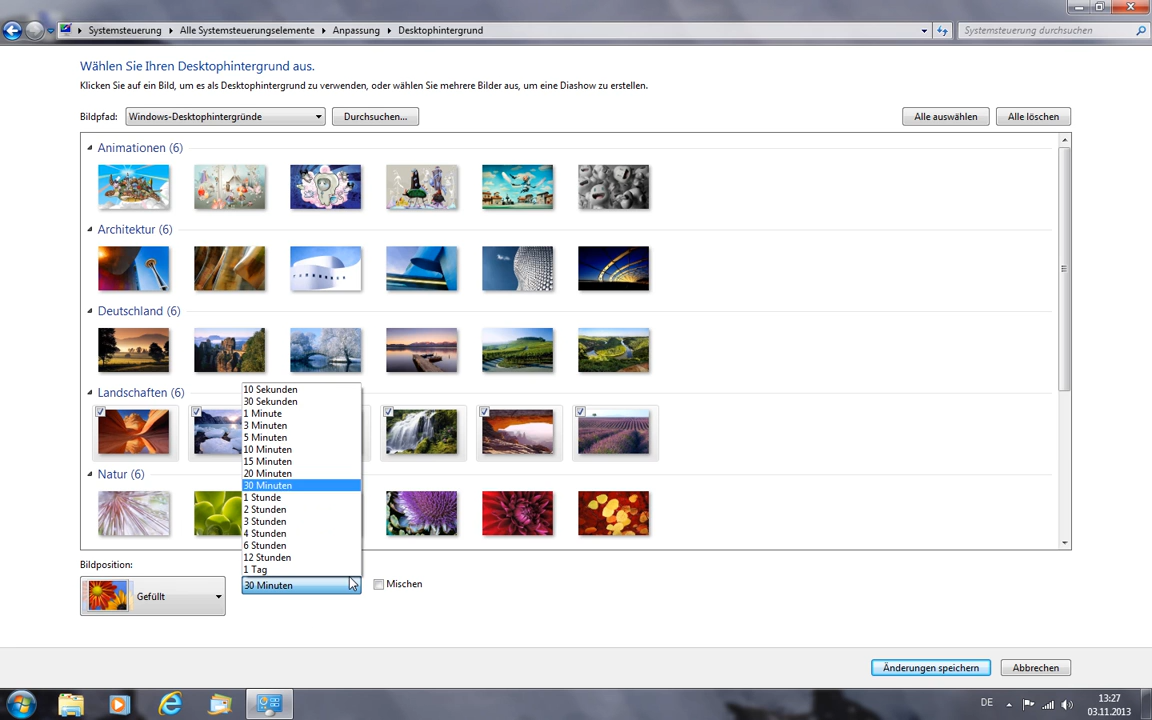 Systemsteuerung
Alle Systemsteuerungselemente
Anpassung
Desktophintergrund
Systemsteuerung durchsuchen
Wählen Sie Ihren Desktophintergrund aus.
Klicken Sie auf ein Bild, um es als Desktophintergrund zu verwenden, oder wählen Sie mehrere Bilder aus, um eine Diashow zu erstellen.
Bildpfad:
Windows-Desktophintergründe
Durchsuchen...
Alle auswählen
Alle löschen
Animationen (6)
Architektur (6)
Deutschland (6)
Landschaften (6)
Natur (6)
10 Sekunden
30 Sekunden
1 Minute
3 Minuten
5 Minuten
10 Minuten
15 Minuten
20 Minuten
30 Minuten
1 Stunde
2 Stunden
3 Stunden
4 Stunden
6 Stunden
12 Stunden
1 Tag
Bildposition:
Gefüllt
30 Minuten
Mischen
Änderungen speichern
Abbrechen
DE
13:27
03.11.2013